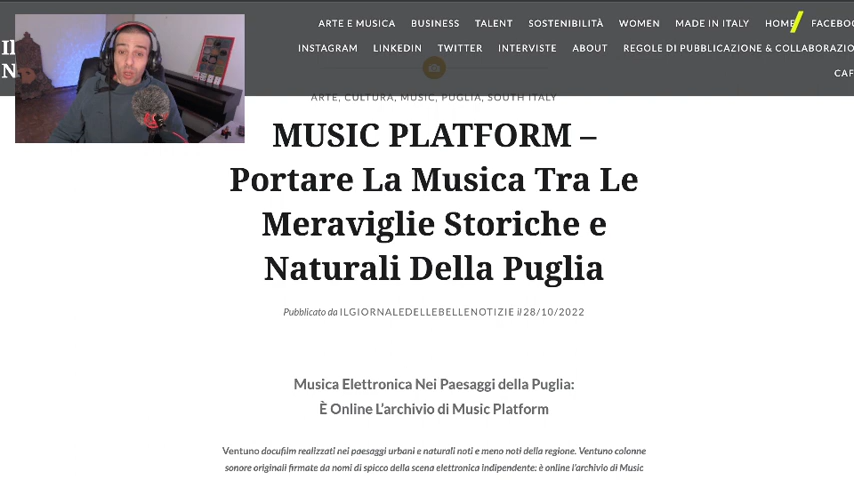 Il
N
ARTE E MUSICA BUSINESS TALENT SOSTENIBILITÀ WOMEN MADE IN ITALY HOME
INSTAGRAM LINKEDIN TWITTER INTERVISTE ABOUT REGOLE DI PUBBLICAZIONE &
ARTE, CULTURA, MUSIC, PUGLIA, SOUTH ITALY
MUSIC PLATFORM –
Portare La Musica Tra Le
Meraviglie Storiche e
Naturali Della Puglia
Pubblicato da ILGIORNALEDELLEBELLENOTIZIE il 28/10/2022
Musica Elettronica Nei Paesaggi della Puglia:
È Online L'archivio di Music Platform
Ventuno docufilm realizzati nei paesaggi urbani e naturali noti e meno noti della regione. Ventuno colonne
sonore originali firmate da nomi di spicco della scena elettronica indipendente: è online l'archivio di Music